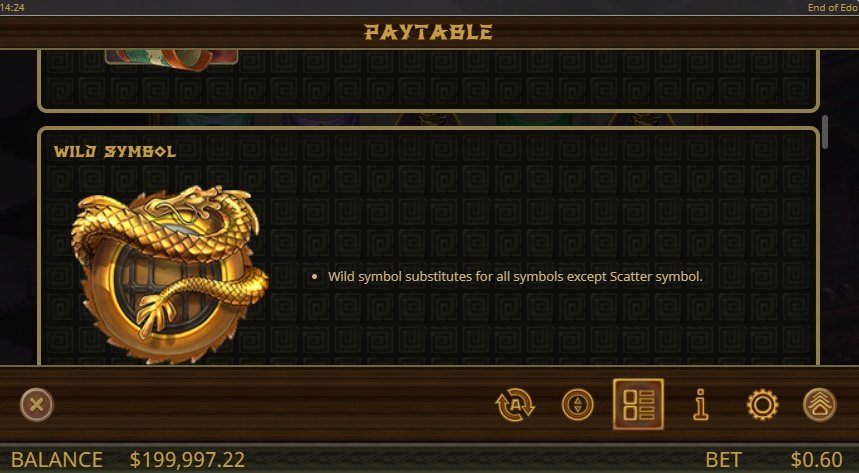 14:24
End of Edo
PAYTABLE
WILD SYMBOL
Wild symbol substitutes for all symbols except Scatter symbol.
A
BALANCE $199,997.22
BET $0.60